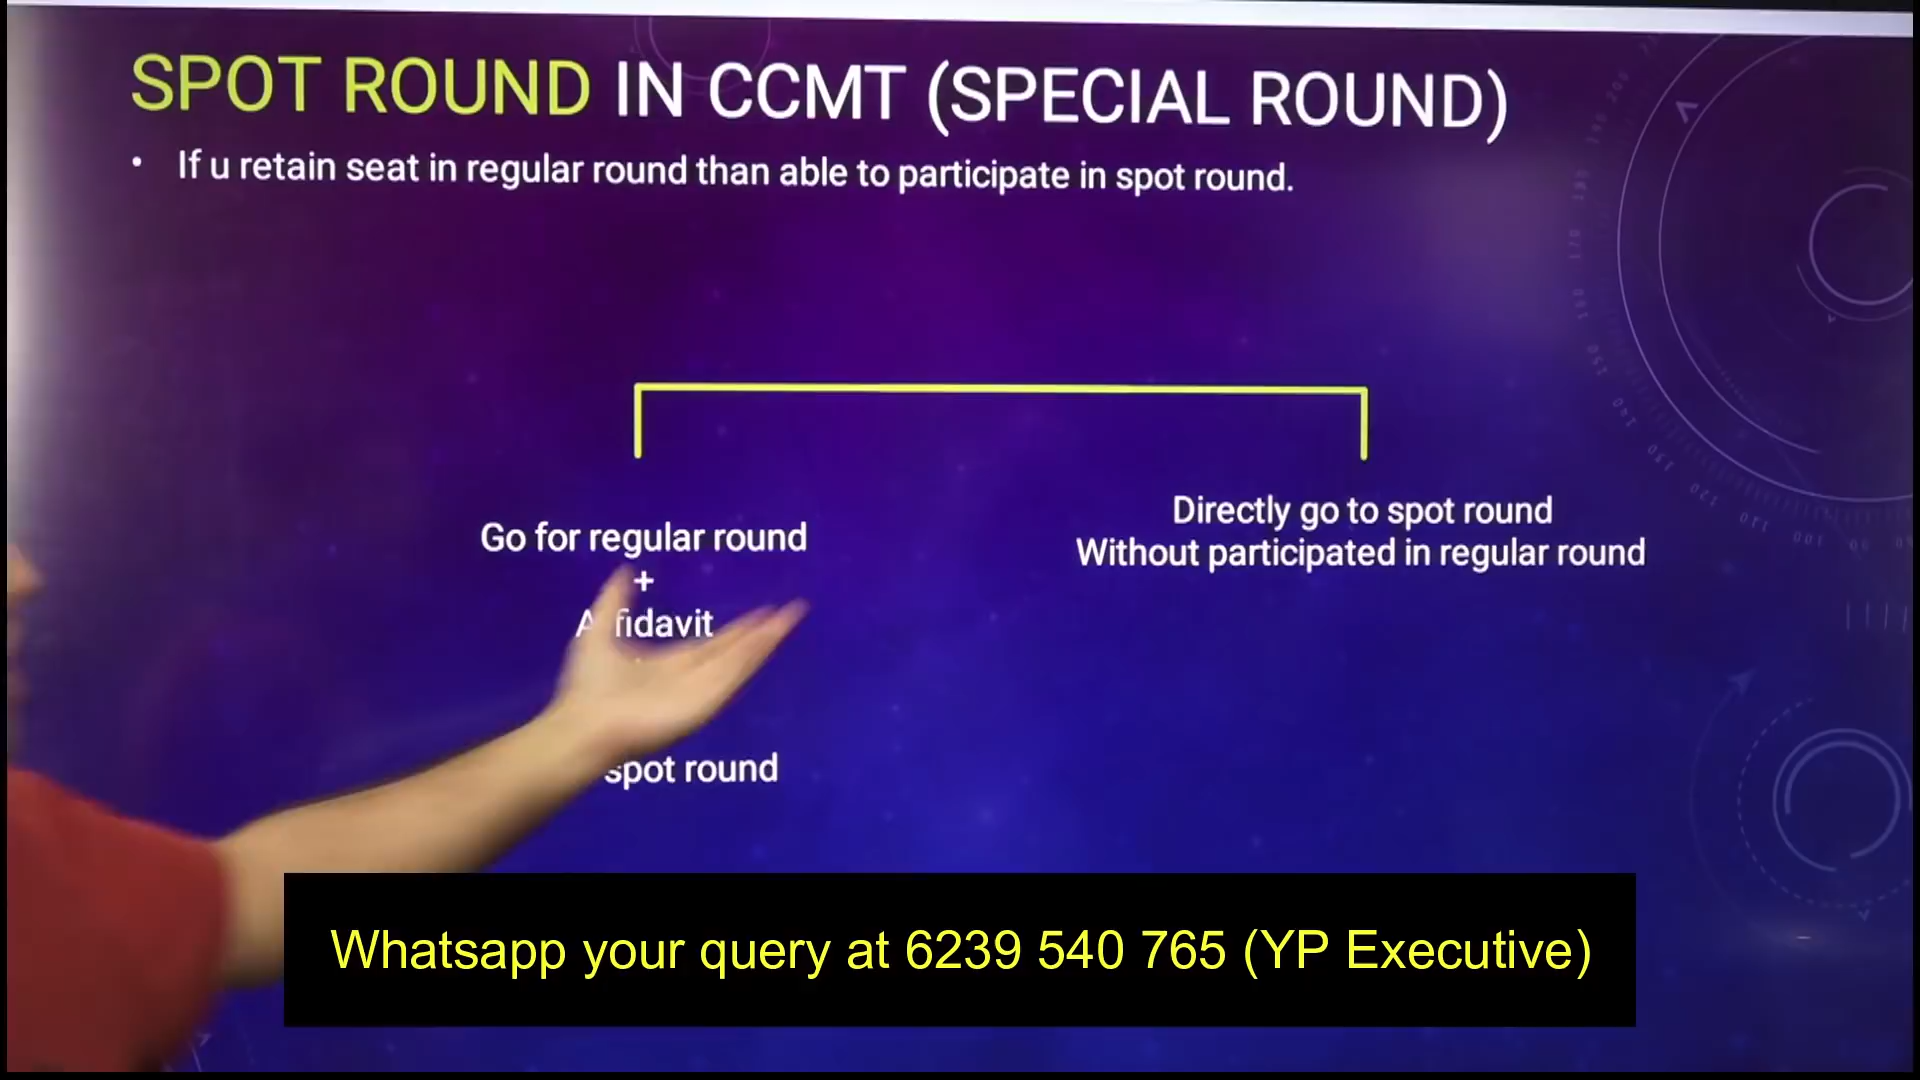 SPOT ROUND IN CCMT (SPECIAL ROUND)
• If u retain seat in regular round than able to participate in spot round.
Go for regular round
+
Affidavit
spot round
Directly go to spot round
Without participated in regular round
Whatsapp your query at 6239 540 765 (YP Executive)